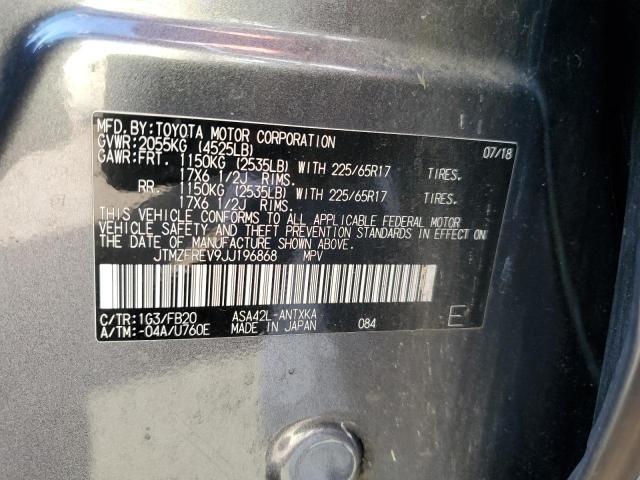 MFD.BY:TOYOTA MOTOR CORPORATION 07/18
GVWR:2055KG (4525LB)
GAWR:FRT. 1150KG (2535LB) WITH 225/65R17 TIRES.
17X6 1/2J RIMS.
RR. 1150KG (2535LB) WITH 225/65R17 TIRES.
17X6 1/2J RIMS.
THIS VEHICLE CONFORMS TO ALL APPLICABLE FEDERAL MOTOR
VEHICLE SAFETY, BUMPER, AND THEFT PREVENTION STANDARDS
IN EFFECT ON THE DATE OF MANUFACTURE SHOWN ABOVE.
JTMZFREV9JJ196868 MPV
C/TR:1G3/FB20 ASA42L-ANTXKA
A/TM:-04A/U760E MADE IN JAPAN 084 E